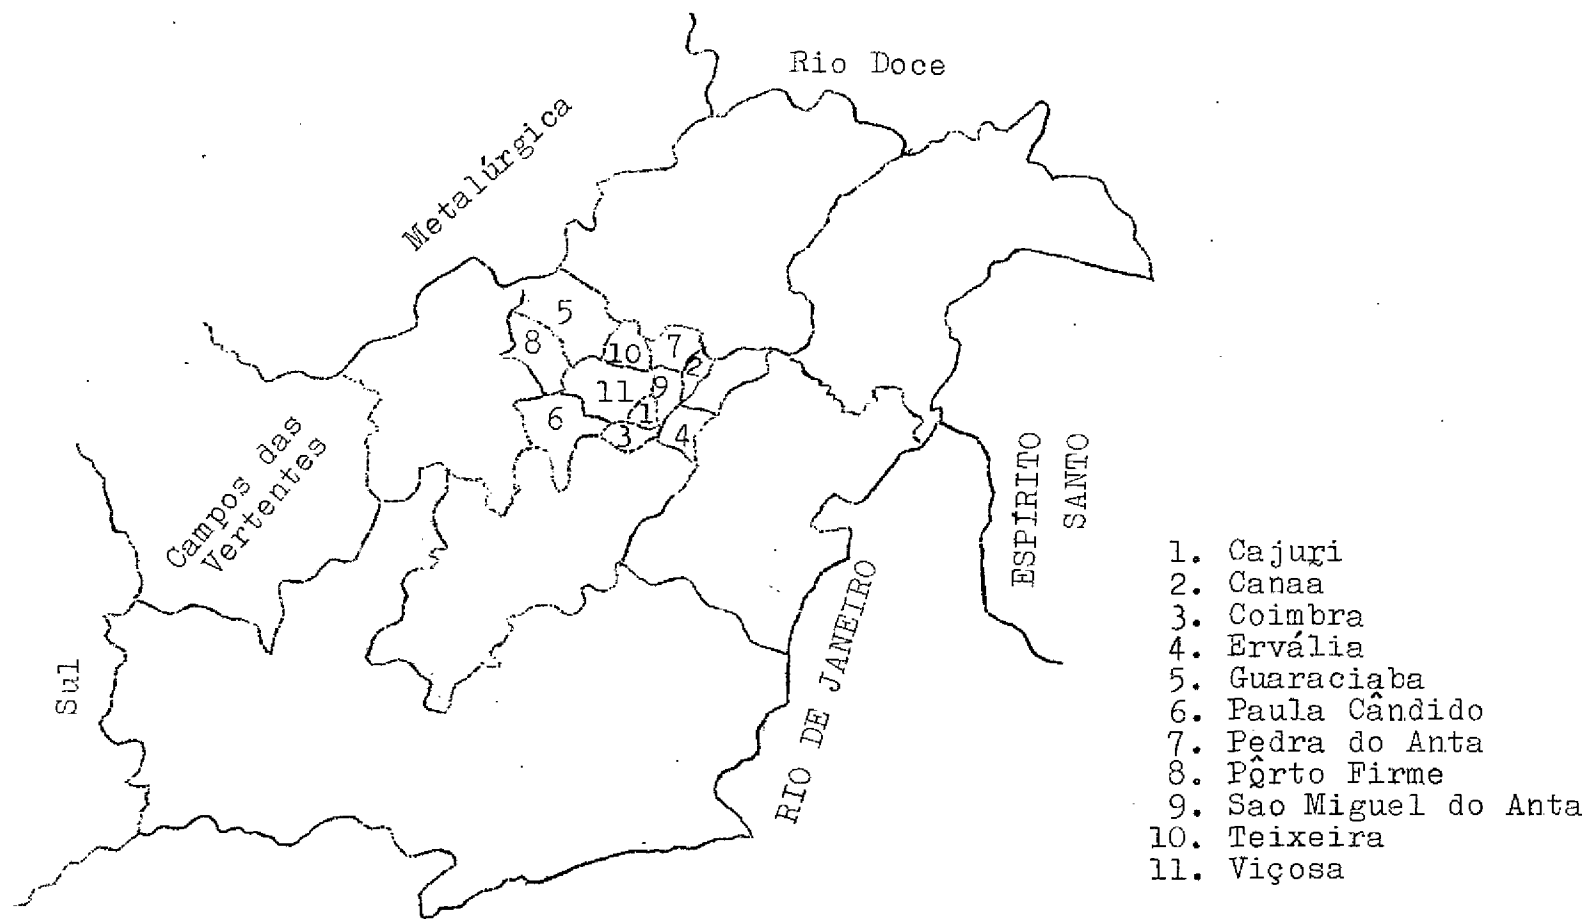 Rio Doce
Metalúrgica
5
8
10
7
2
11
9
1
6
3
4
Campos das
Vertentes
Sul
RIO DE JANEIRO
ESPÍRITO
SANTO
1. Cajuri
2. Canaa
3. Coimbra
4. Ervália
5. Guaraciaba
6. Paula Cândido
7. Pedra do Anta
8. Pôrto Firme
9. Sao Miguel do Anta
10. Teixeira
11. Viçosa